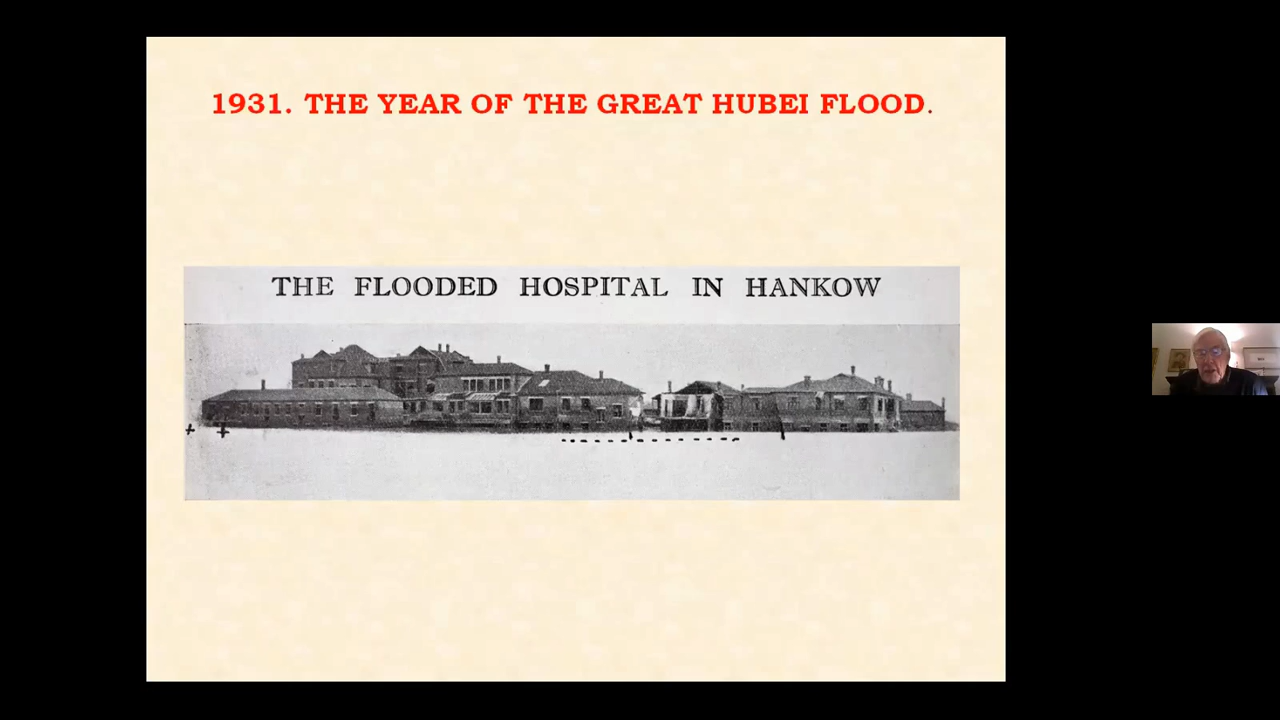 1931. THE YEAR OF THE GREAT HUBEI FLOOD.
THE FLOODED HOSPITAL IN HANKOW